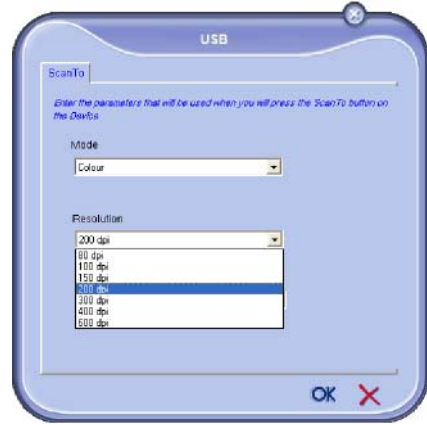 USB
ScanTo
Enter the parameters that will be used when you will press the ScanTo button on
the Device
Mode
Colour
Resolution
200 dpi
80 dpi
100 dpi
150 dpi
200 dpi
300 dpi
400 dpi
600 dpi
OK